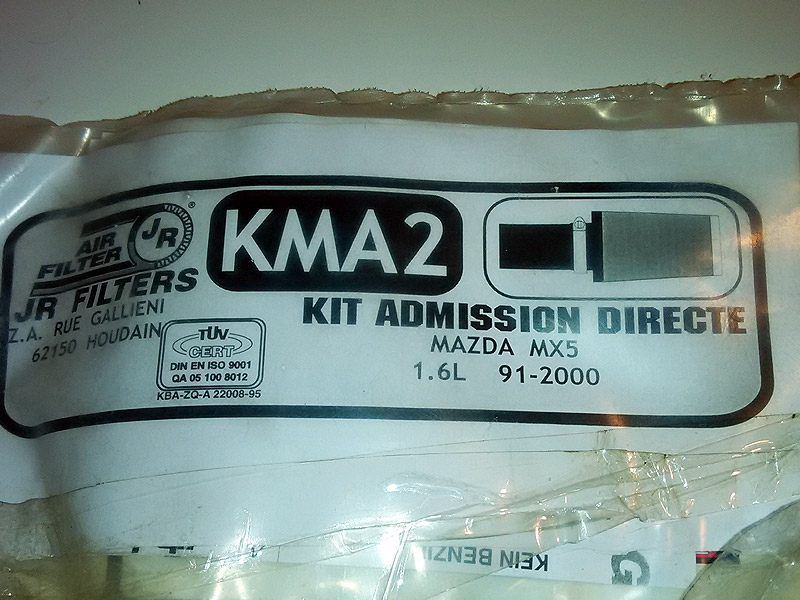 AIR
FILTER
JR
®
JR FILTERS
Z.A. RUE GALLIENI
62150 HOUDAIN
TÜV
CERT
DIN EN ISO 9001
QA 05 100 8012
KBA-ZQ-A 22008-95
KMA2
KIT ADMISSION DIRECTE
MAZDA MX5
1.6L 91-2000
KEIN BENZI
G